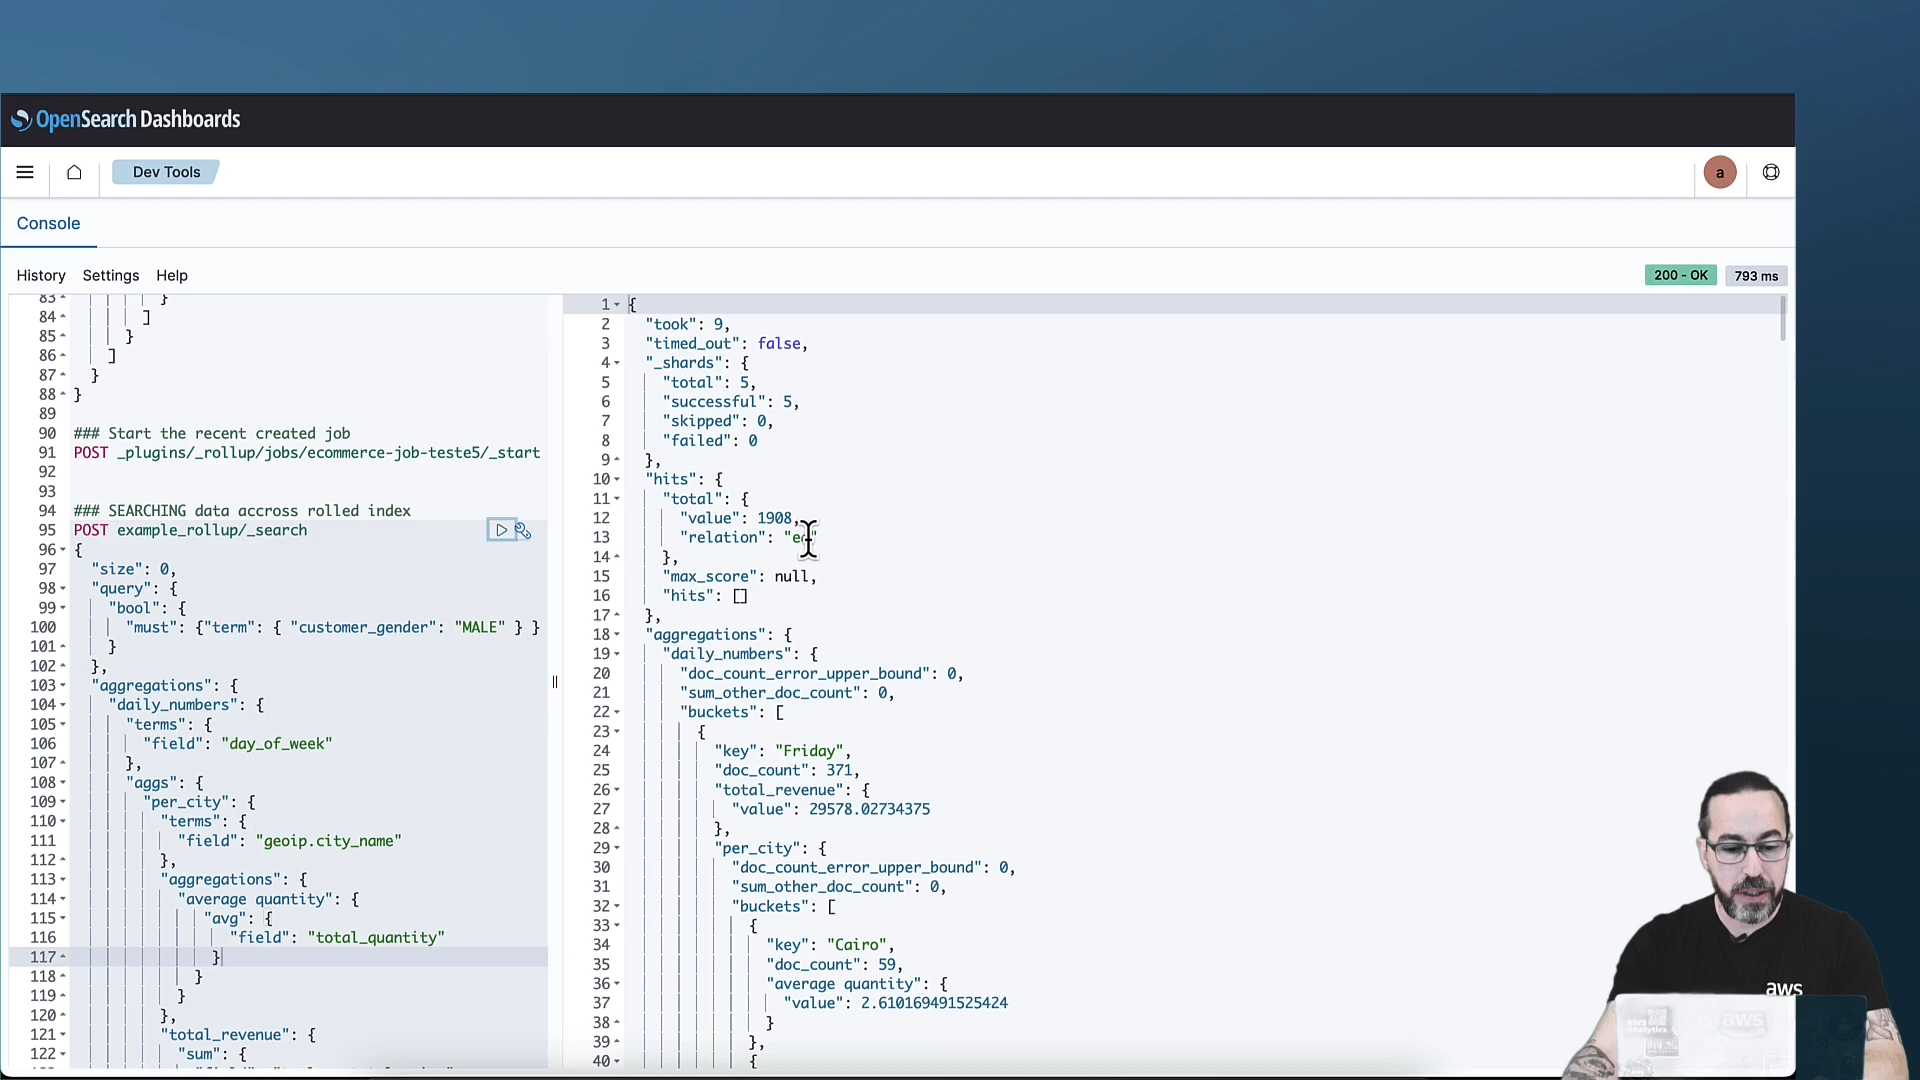 OpenSearch Dashboards
Dev Tools
a
Console
History Settings Help
200 - OK 793 ms
83 }
84 ]
85 }
86 ]
87 }
88 }
89
90 ### Start the recent created job
91 POST _plugins/_rollup/jobs/ecommerce-job-teste5/_start
92
93
94 ### SEARCHING data accross rolled index
95 POST example_rollup/_search
96 {
97 "size": 0,
98 "query": {
99 "bool": {
100 "must": {"term": { "customer_gender": "MALE" } }
101 }
102 },
103 "aggregations": {
104 "daily_numbers": {
105 "terms": {
106 "field": "day_of_week"
107 },
108 "aggs": {
109 "per_city": {
110 "terms": {
111 "field": "geoip.city_name"
112 },
113 "aggregations": {
114 "average quantity": {
115 "avg": {
116 "field": "total_quantity"
117 }
118 }
119 }
120 },
121 "total_revenue": {
122 "sum": {
1 {
2 "took": 9,
3 "timed_out": false,
4 "_shards": {
5 "total": 5,
6 "successful": 5,
7 "skipped": 0,
8 "failed": 0
9 },
10 "hits": {
11 "total": {
12 "value": 1908,
13 "relation":
14 },
15 "max_score": null,
16 "hits": []
17 },
18 "aggregations": {
19 "daily_numbers": {
20 "doc_count_error_upper_bound": 0,
21 "sum_other_doc_count": 0,
22 "buckets": [
23 {
24 "key": "Friday",
25 "doc_count": 371,
26 "total_revenue": {
27 "value": 29578.02734375
28 },
29 "per_city": {
30 "doc_count_error_upper_bound": 0,
31 "sum_other_doc_count": 0,
32 "buckets": [
33 {
34 "key": "Cairo",
35 "doc_count": 59,
36 "average quantity": {
37 "value": 2.610169491525424
38 }
39 },
40 {
aws
aws